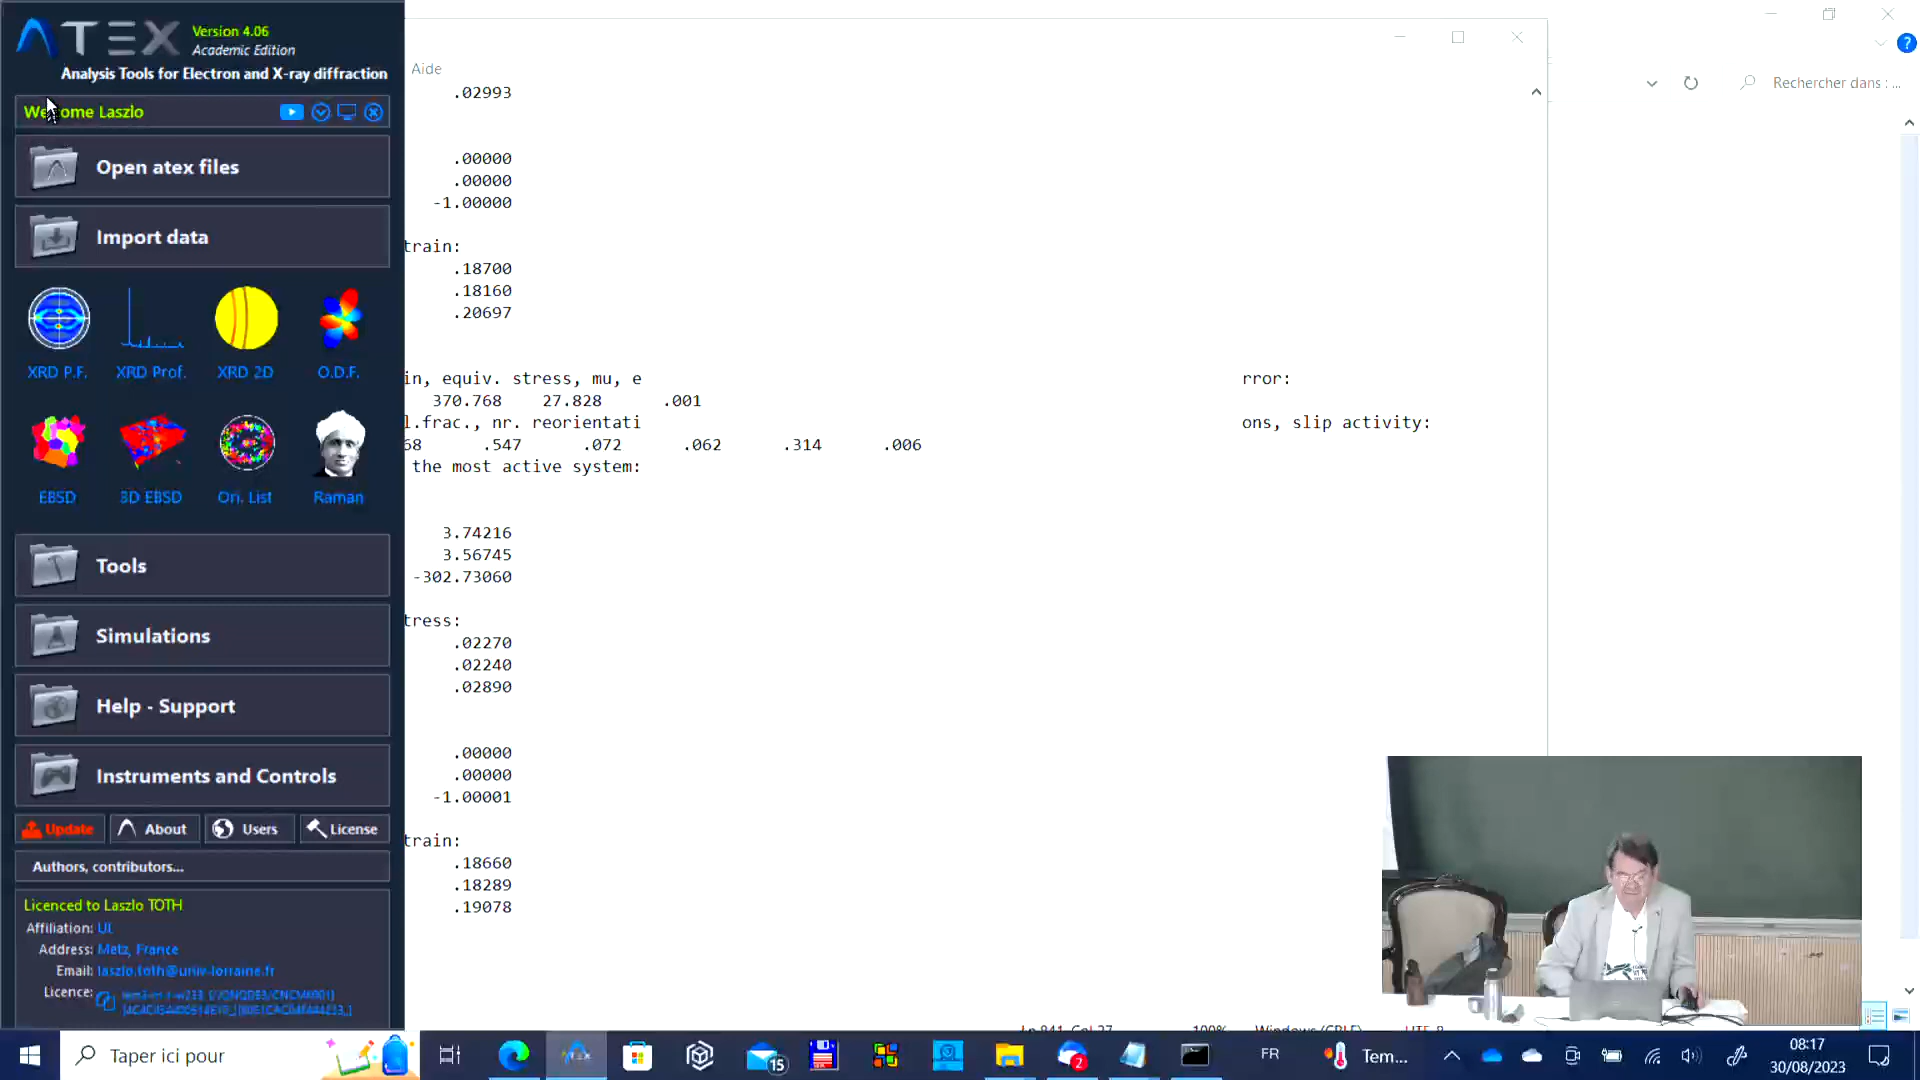 ATEX
Version 4.06
Academic Edition
Analysis Tools for Electron and X-ray diffraction
Welcome Laszlo
Open atex files
Import data
XRD P.F. XRD Prof. XRD 2D O.D.F.
EBSD 3D EBSD Ori. List Raman
Tools
Simulations
Help - Support
Instruments and Controls
Update About Users License
Authors, contributors...
Licenced to Laszlo TOTH
Affiliation: UL
Address: Metz, France
Email: laszlo.toth@univ-lorraine.fr
Licence:
Aide
.02993
.00000
.00000
-1.00000
train:
.18700
.18160
.20697
in, equiv. stress, mu, e rror:
370.768 27.828 .001
l.frac., nr. reorientati ons, slip activity:
68 .547 .072 .062 .314 .006
the most active system:
3.74216
3.56745
-302.73060
tress:
.02270
.02240
.02890
.00000
.00000
-1.00001
train:
.18660
.18289
.19078
Rechercher dans : ...
?
Taper ici pour
15
2
FR
Tem...
08:17
30/08/2023